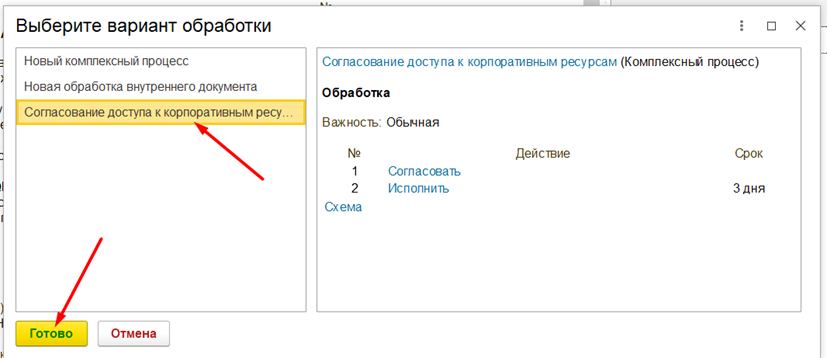 №
Выберите вариант обработки
Новый комплексный процесс
Новая обработка внутреннего документа
Согласование доступа к корпоративным ресу...
Согласование доступа к корпоративным ресурсам (Комплексный процесс)
Обработка
Важность: Обычная
№ Действие Срок
1 Согласовать
2 Исполнить 3 дня
Схема
Готово Отмена